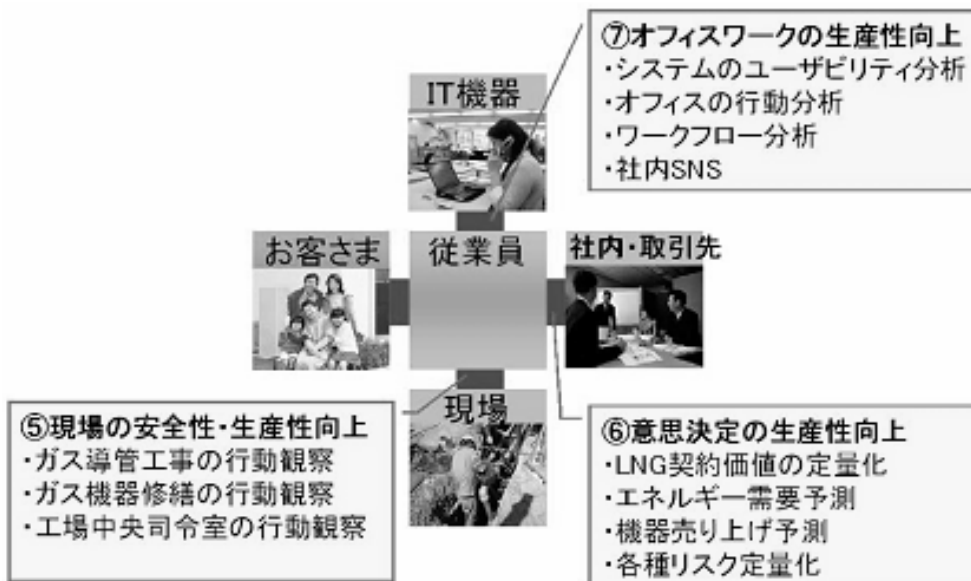 ⑦オフィスワークの生産性向上
・システムのユーザビリティ分析
・オフィスの行動分析
・ワークフロー分析
・社内SNS
IT機器
お客さま
従業員
社内・取引先
現場
⑤現場の安全性・生産性向上
・ガス導管工事の行動観察
・ガス機器修繕の行動観察
・工場中央司令室の行動観察
⑥意思決定の生産性向上
・LNG契約価値の定量化
・エネルギー需要予測
・機器売り上げ予測
・各種リスク定量化